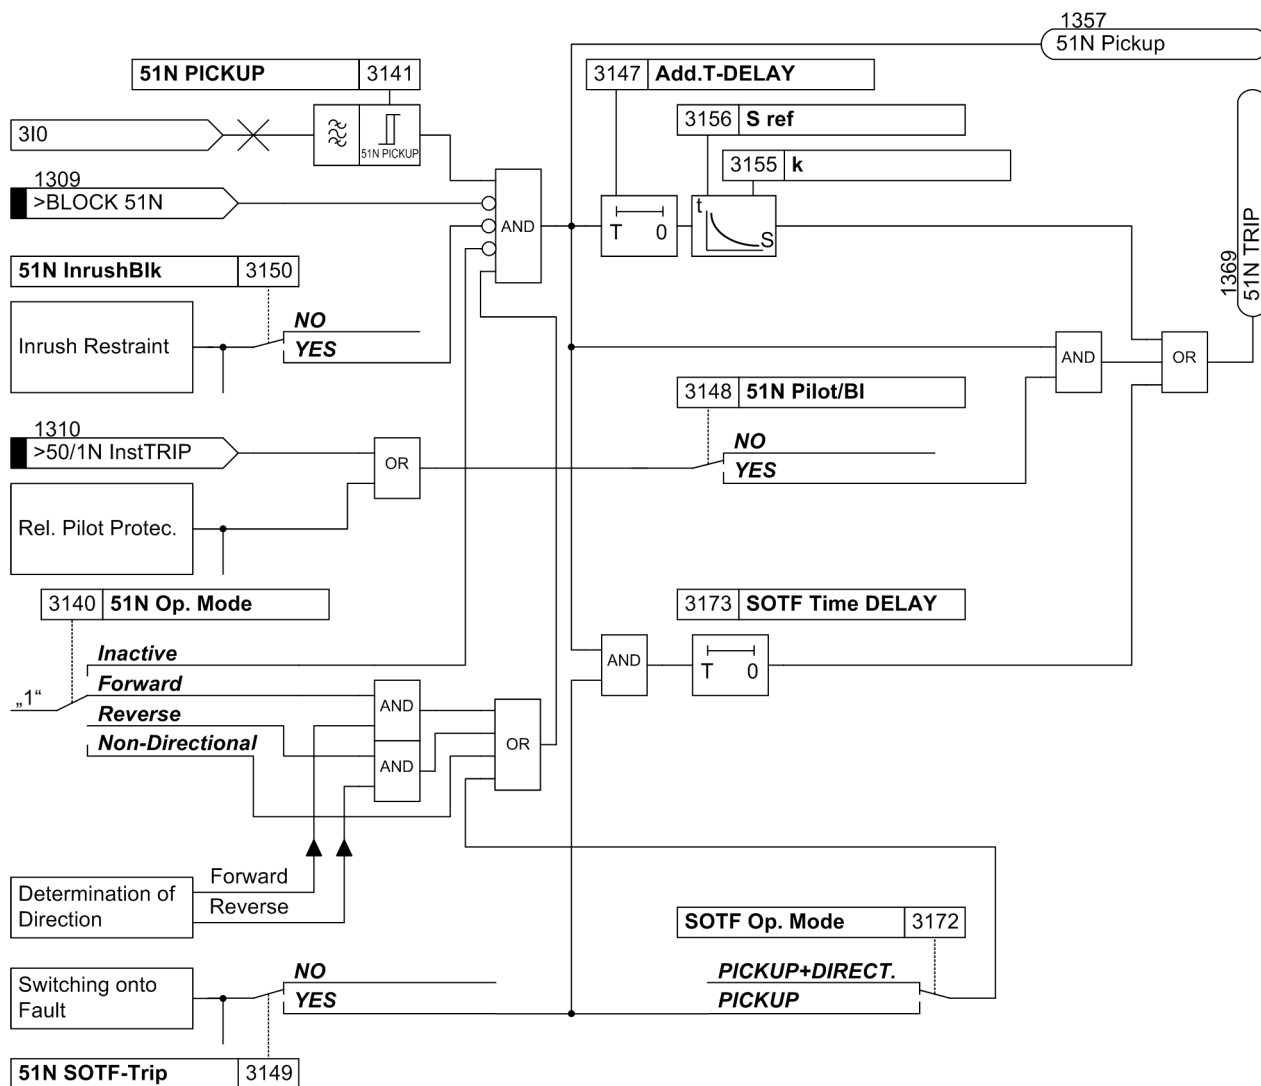 1357
51N Pickup
51N PICKUP 3141
3147 Add.T-DELAY
3156 S ref
3155 k
3I0
51N PICKUP
1309
>BLOCK 51N
AND
T 0
t
S
1369
51N TRIP
51N InrushBlk 3150
Inrush Restraint
NO
YES
AND
OR
3148 51N Pilot/BI
NO
YES
1310
>50/1N InstTRIP
OR
Rel. Pilot Protec.
3140 51N Op. Mode
3173 SOTF Time DELAY
AND
T 0
„1“
Inactive
Forward
Reverse
Non-Directional
AND
AND
OR
Determination of
Direction
Forward
Reverse
SOTF Op. Mode 3172
Switching onto
Fault
NO
YES
PICKUP+DIRECT.
PICKUP
51N SOTF-Trip 3149